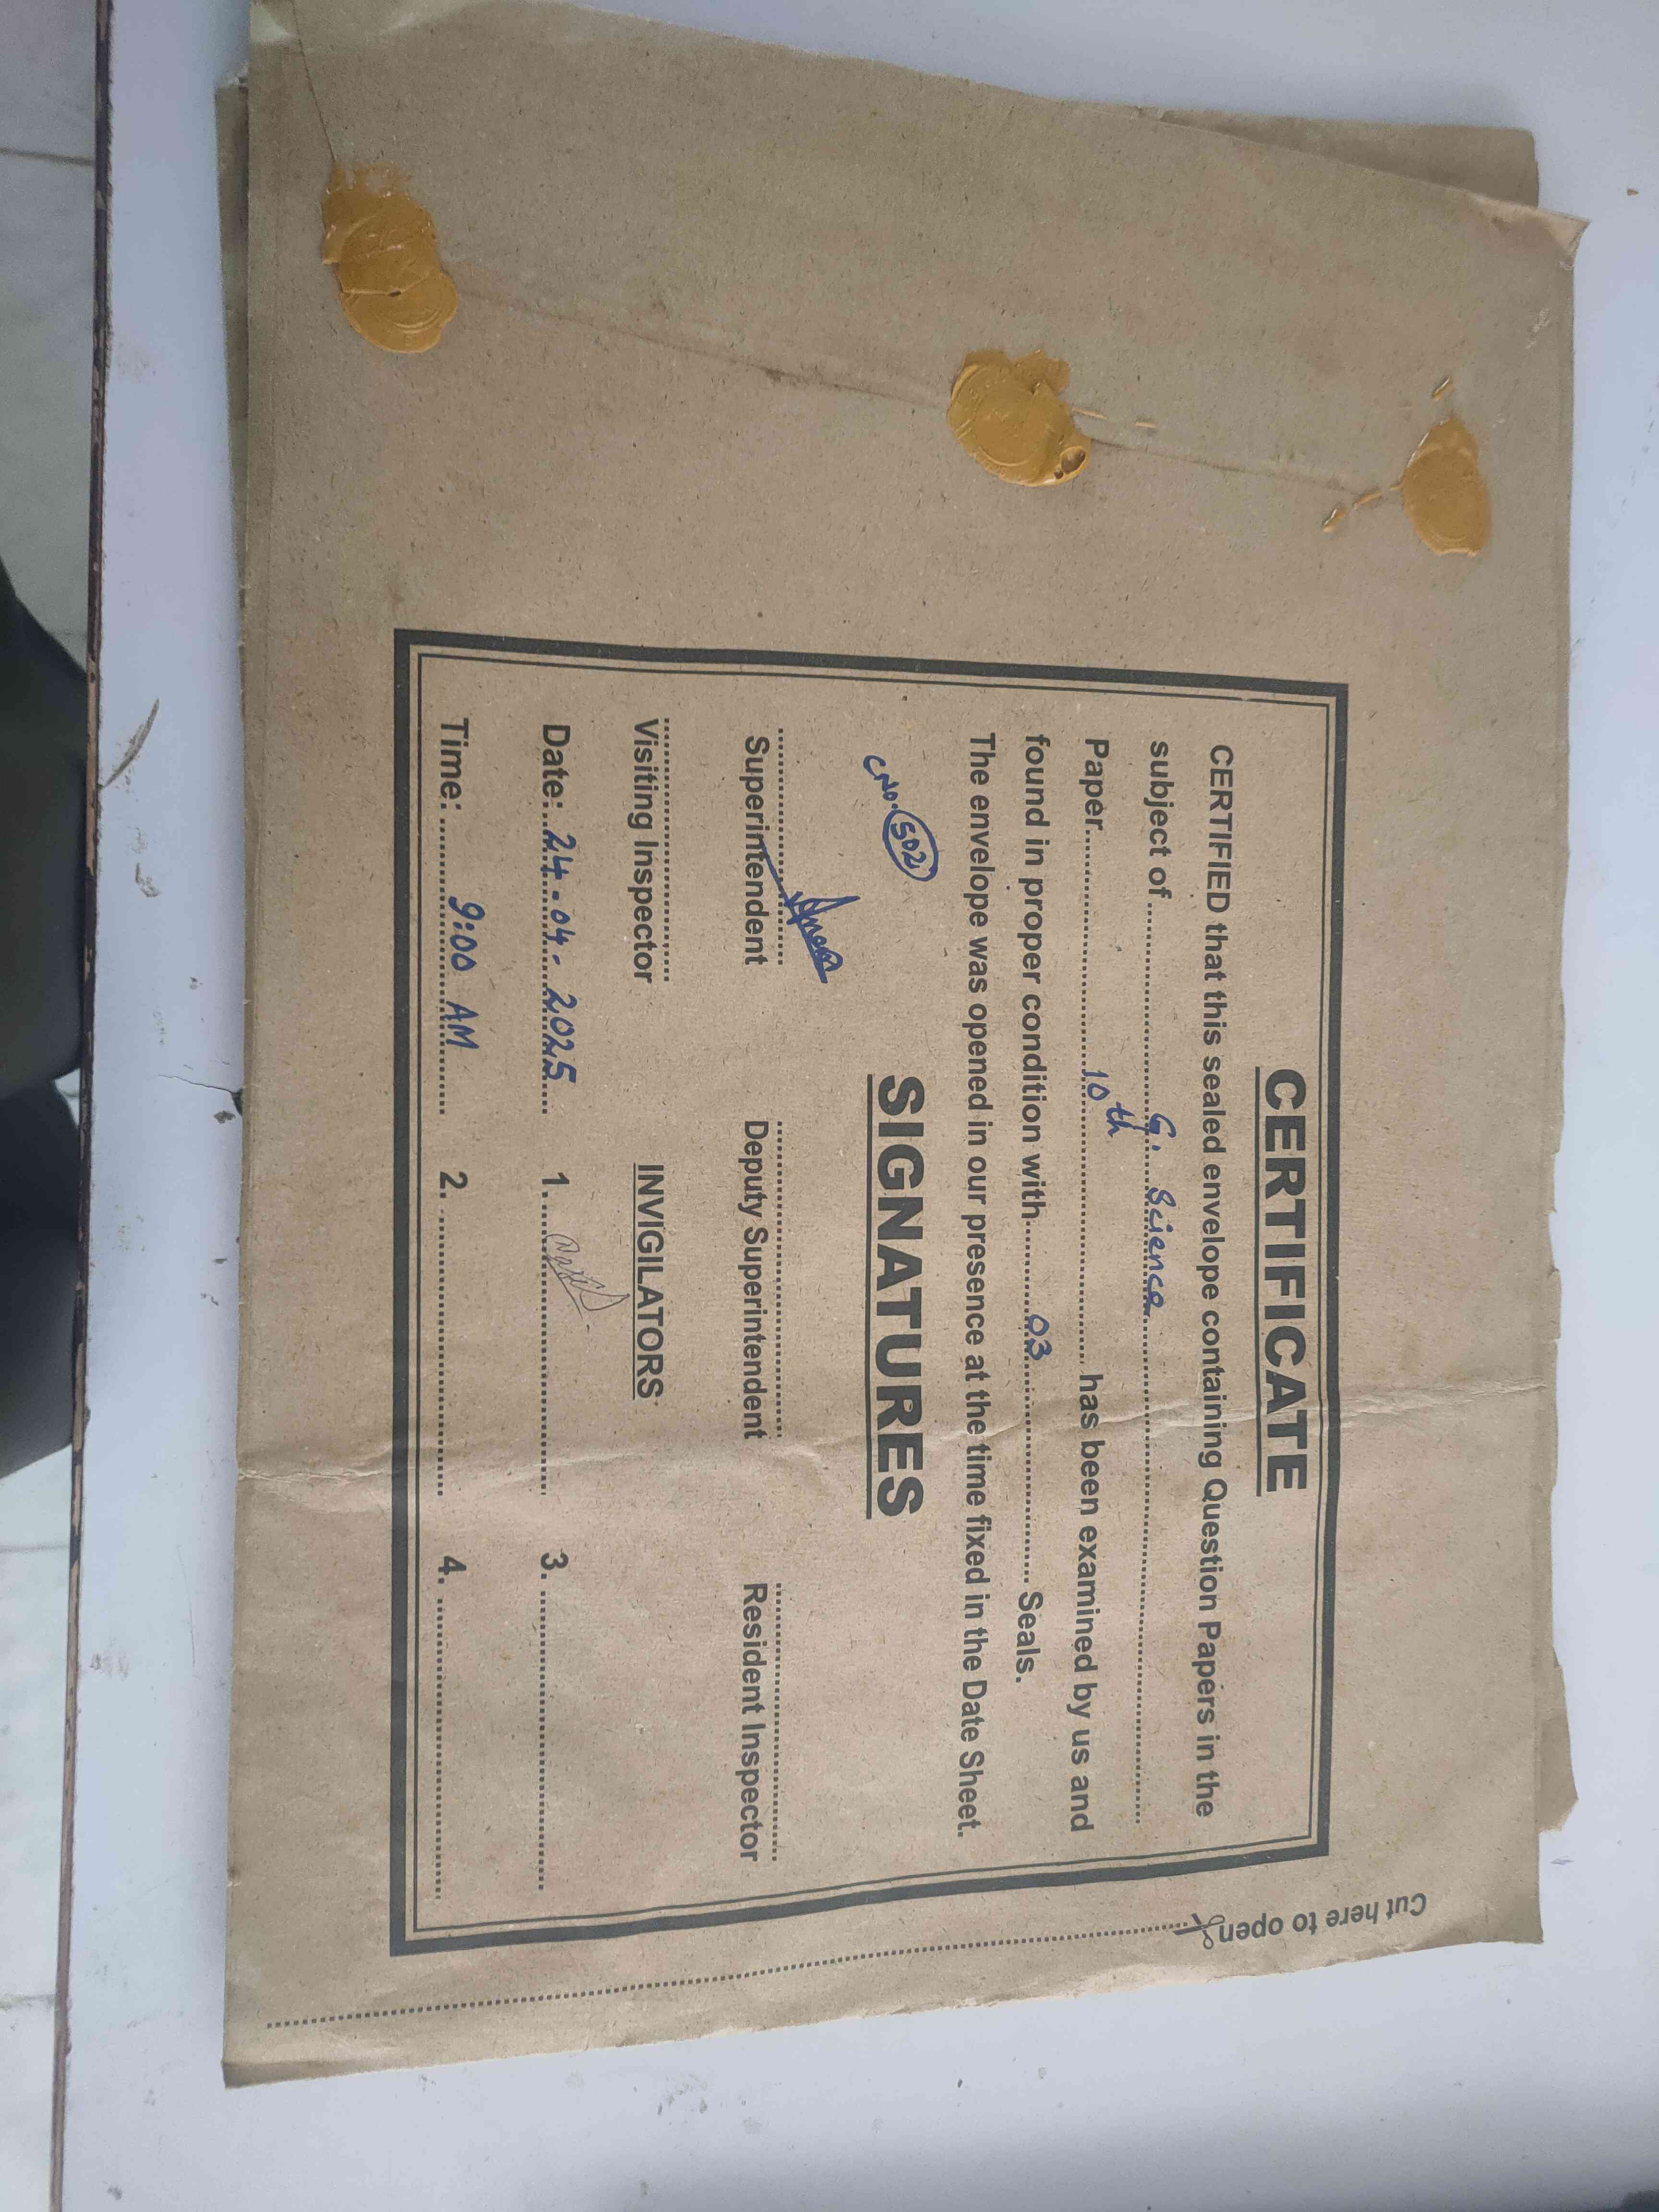 CERTIFICATE
CERTIFIED that this sealed envelope containing Question Papers in the
subject of G. Science
Paper 10th has been examined by us and
found in proper condition with 03 Seals.
The envelope was opened in our presence at the time fixed in the Date Sheet.
SIGNATURES
CNO. 502
Superintendent Deputy Superintendent Resident Inspector
Visiting Inspector INVIGILATORS
Date: 24-04-2025 1. 3.
Time: 9:00 AM 2. 4.
Cut here to open